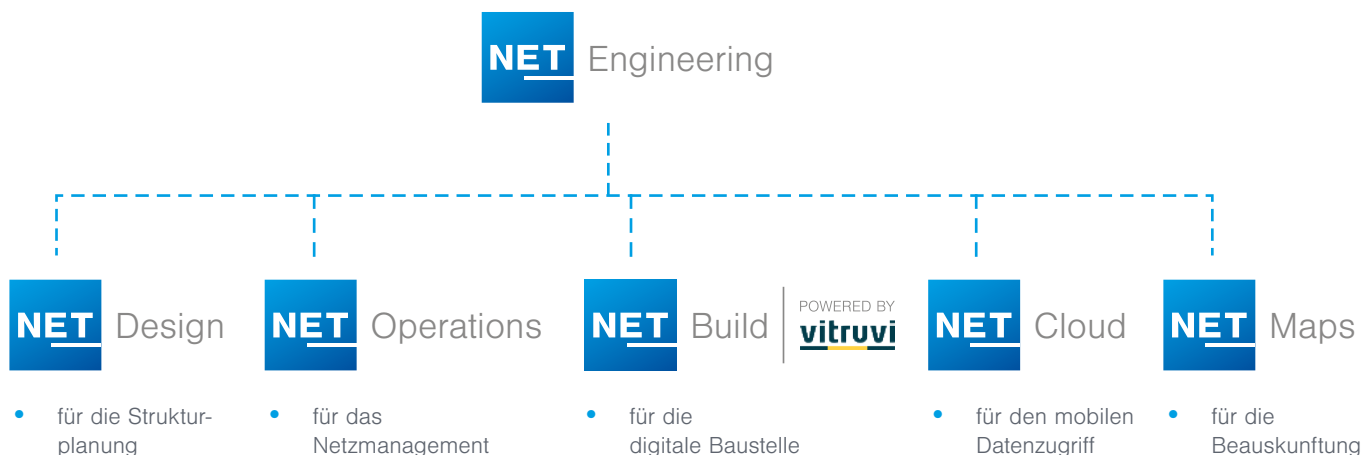 NET Engineering
NET Design
NET Operations
NET Build
POWERED BY
vitruvi
NET Cloud
NET Maps
• für die Struktur-
planung
• für das
Netzmanagement
• für die
digitale Baustelle
• für den mobilen
Datenzugriff
• für die
Beauskunftung